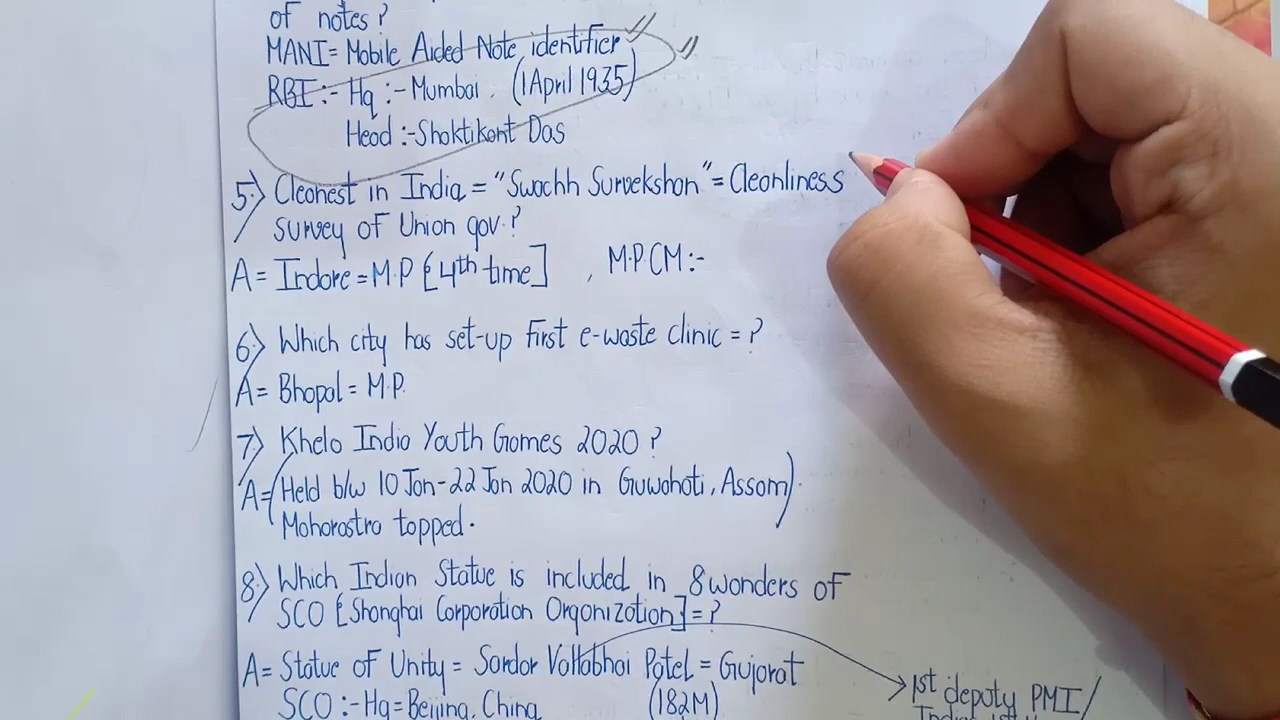 of notes?
MANI = Mobile Aided Note identifier
RBI :- Hq :- Mumbai. (1 April 1935)
Head :- Shaktikant Das
5) Cleanest in India = "Swachh Survekshan" = Cleanliness
survey of Union gov.?
A = Indore = M.P [4th time] , M.P CM:-
6) Which city has set-up first e-waste clinic = ?
A = Bhopal = M.P.
7) Khelo India Youth Games 2020 ?
A = (Held b/w 10 Jan-22 Jan 2020 in Guwahati, Assam).
Maharastra topped.
8) Which Indian Statue is included in 8 wonders of
SCO [Shanghai Corporation Organization] = ?
A = Statue of Unity = Sardar Vallabhai Patel = Gujarat
SCO :- Hq = Beijing, China (182M)
1st deputy PMI/